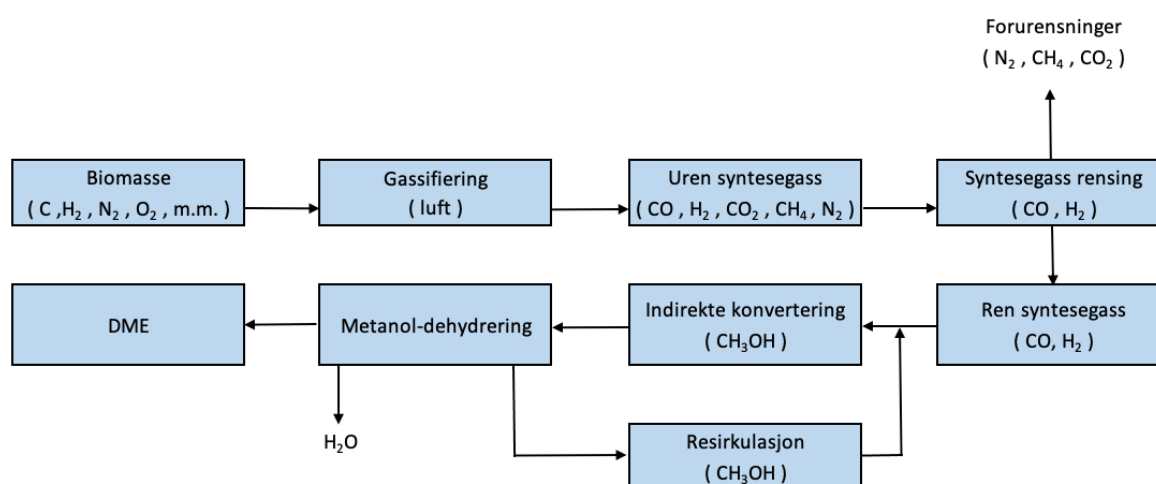 Forurensninger
( N₂ , CH₄ , CO₂ )
Biomasse
( C ,H₂ , N₂ , O₂ , m.m. )
Gassifiering
( luft )
Uren syntesegass
( CO , H₂ , CO₂ , CH₄ , N₂ )
Syntesegass rensing
( CO , H₂ )
DME
Metanol-dehydrering
Indirekte konvertering
( CH₃OH )
Ren syntesegass
( CO, H₂ )
H₂O
Resirkulasjon
( CH₃OH )